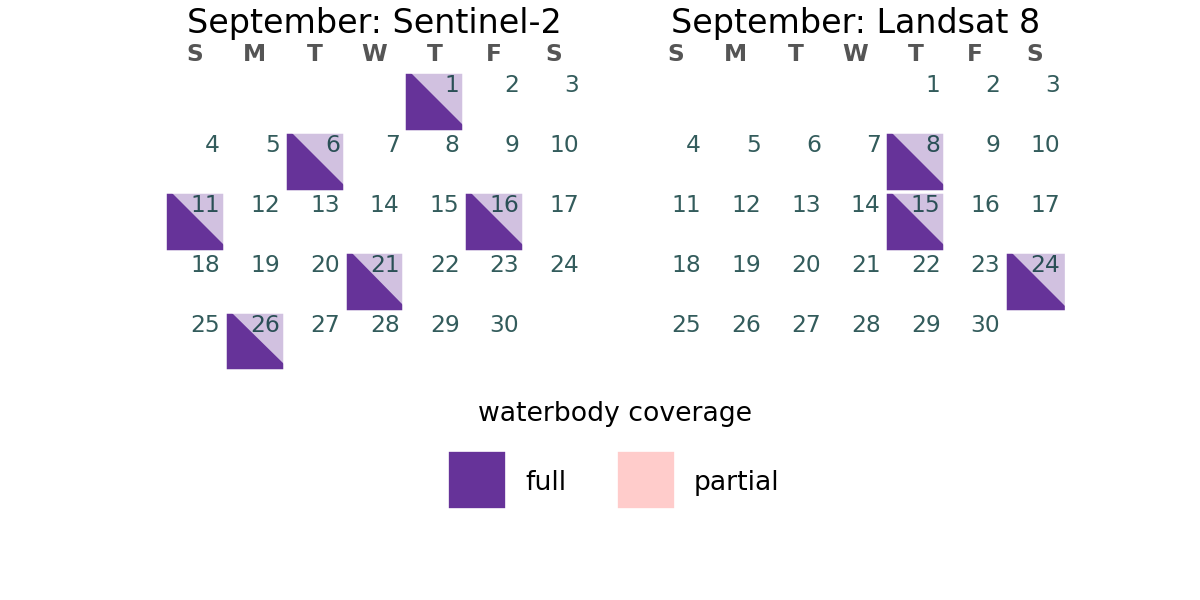 September: Sentinel-2
S M T W T F S
1 2 3
4 5 6 7 8 9 10
11 12 13 14 15 16 17
18 19 20 21 22 23 24
25 26 27 28 29 30
September: Landsat 8
S M T W T F S
1 2 3
4 5 6 7 8 9 10
11 12 13 14 15 16 17
18 19 20 21 22 23 24
25 26 27 28 29 30
waterbody coverage
full partial